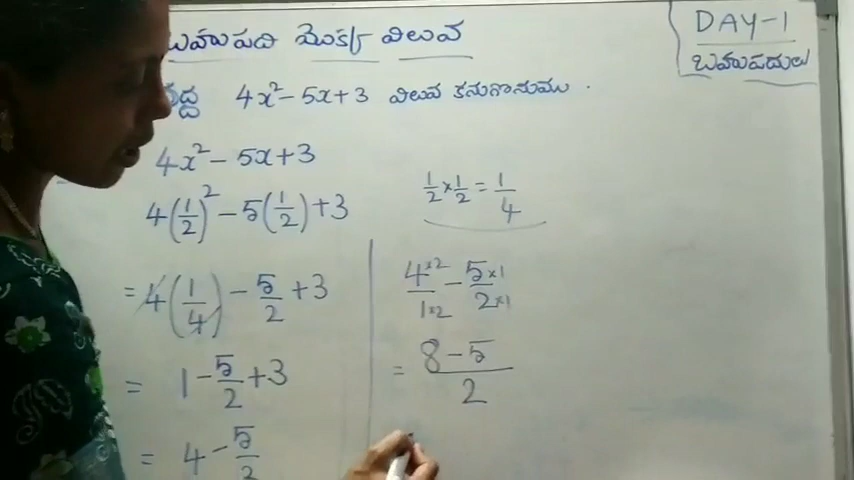 బహుపది యొక్క విలువ
DAY-1
బహుపదులు
వద్ద 4x² - 5x + 3 విలువ కనుగొనుము .
4x² - 5x + 3
4(1/2)² - 5(1/2) + 3
1/2 × 1/2 = 1/4
= 4(1/4) - 5/2 + 3
4×2/1×2 - 5×1/2×1
= 1 - 5/2 + 3
= 8 - 5/2
= 4 - 5/2